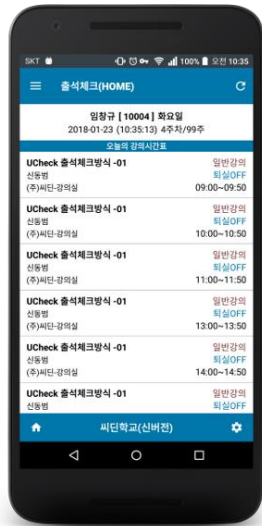 SKT 100% 오전 10:35
출석체크(HOME)
임창규 [ 10004 ] 화요일
2018-01-23 (10:35:13) 4주차/99주
오늘의 강의시간표
UCheck 출석체크방식 -01 일반강의
신동범 퇴실OFF
(주)씨딘-강의실 09:00~09:50
UCheck 출석체크방식 -01 일반강의
신동범 퇴실OFF
(주)씨딘-강의실 10:00~10:50
UCheck 출석체크방식 -01 일반강의
신동범 퇴실OFF
(주)씨딘-강의실 11:00~11:50
UCheck 출석체크방식 -01 일반강의
신동범 퇴실OFF
(주)씨딘-강의실 13:00~13:50
UCheck 출석체크방식 -01 일반강의
신동범 퇴실OFF
(주)씨딘-강의실 14:00~14:50
UCheck 출석체크방식 -01 일반강의
신동범 퇴실OFF
씨딘학교(신버전)